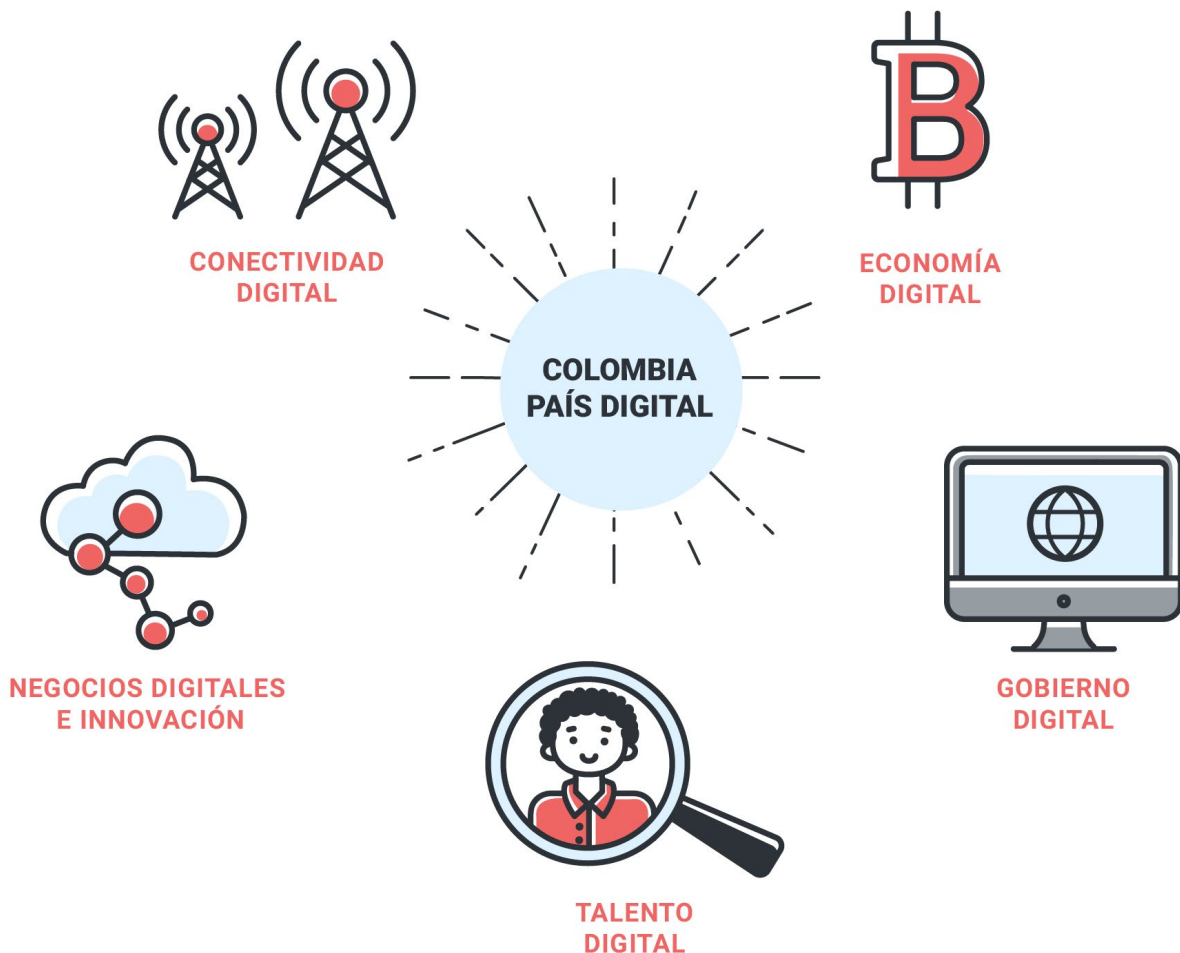 CONECTIVIDAD
DIGITAL
ECONOMÍA
DIGITAL
COLOMBIA
PAÍS DIGITAL
NEGOCIOS DIGITALES
E INNOVACIÓN
GOBIERNO
DIGITAL
TALENTO
DIGITAL